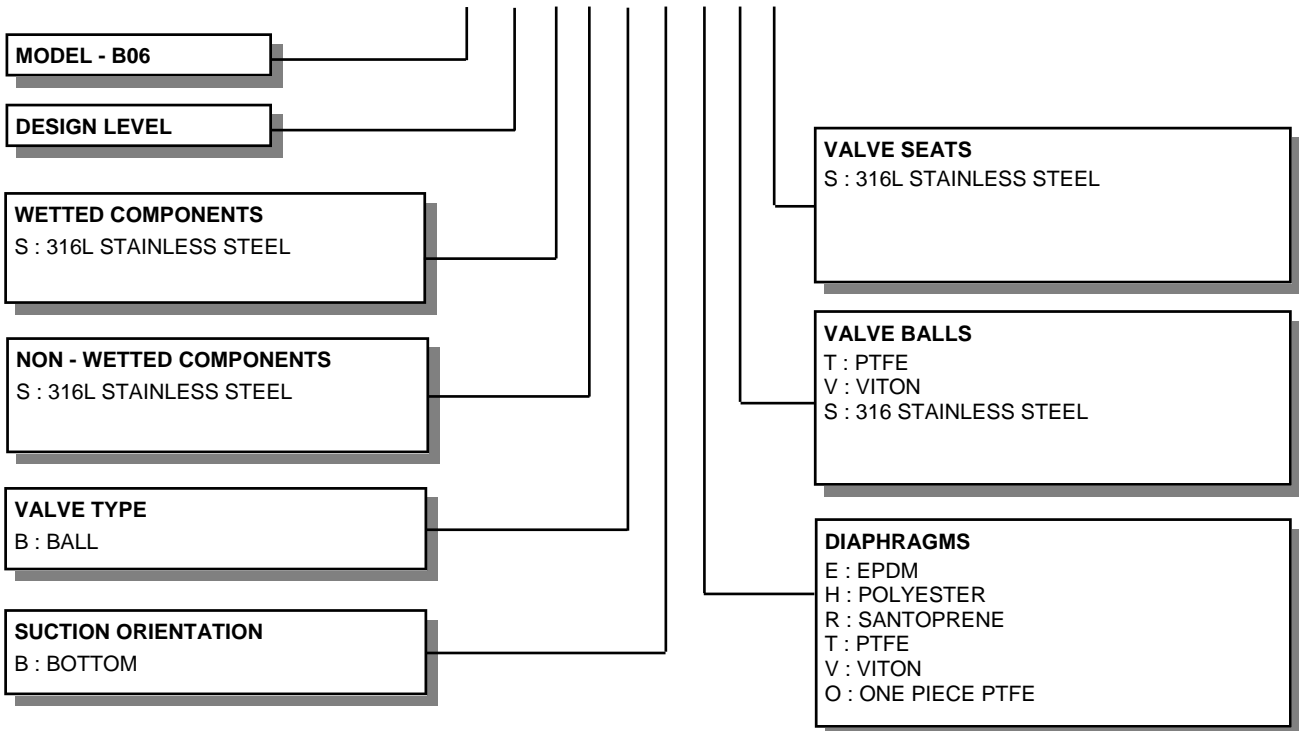 MODEL - B06
DESIGN LEVEL
WETTED COMPONENTS
S : 316L STAINLESS STEEL
NON - WETTED COMPONENTS
S : 316L STAINLESS STEEL
VALVE TYPE
B : BALL
SUCTION ORIENTATION
B : BOTTOM
VALVE SEATS
S : 316L STAINLESS STEEL
VALVE BALLS
T : PTFE
V : VITON
S : 316 STAINLESS STEEL
DIAPHRAGMS
E : EPDM
H : POLYESTER
R : SANTOPRENE
T : PTFE
V : VITON
O : ONE PIECE PTFE